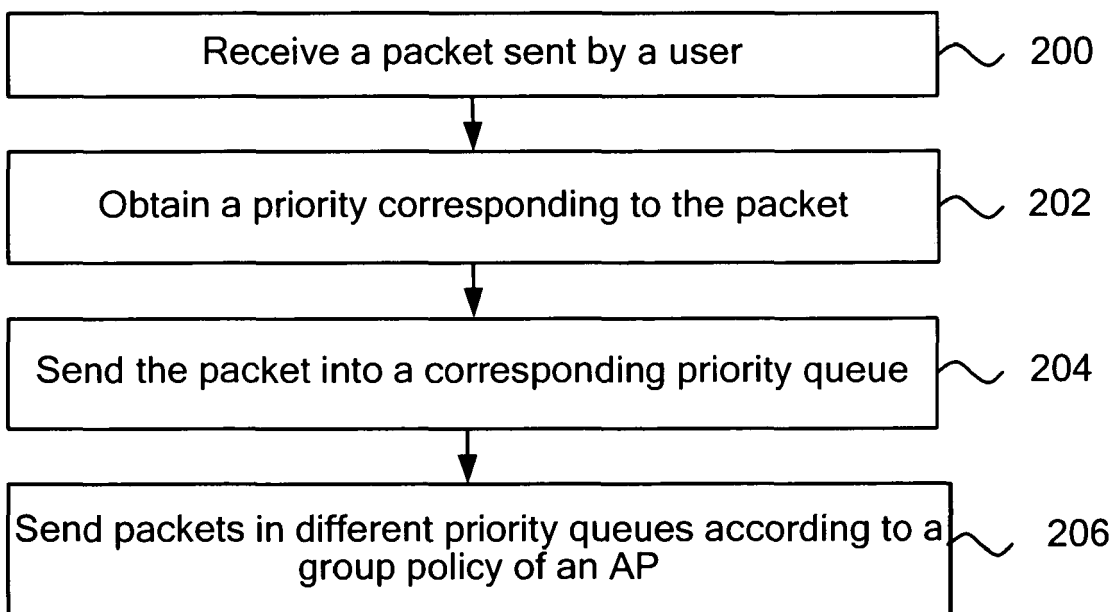 Receive a packet sent by a user
200
Obtain a priority corresponding to the packet
202
Send the packet into a corresponding priority queue
204
Send packets in different priority queues according to a
group policy of an AP
206